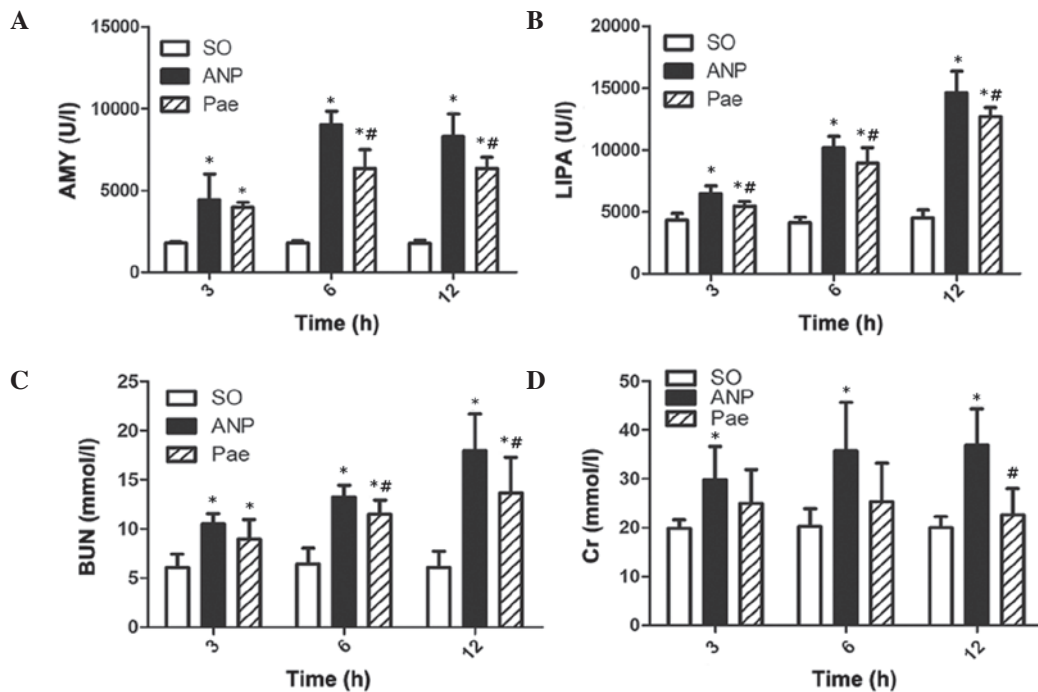 A
AMY (U/l)
15000
10000
5000
0
SO
ANP
Pae
*
*
*
*#
*
*#
3
6
12
Time (h)
B
LIPA (U/l)
20000
15000
10000
5000
0
SO
ANP
Pae
*
*#
*
*#
*
*#
3
6
12
Time (h)
C
BUN (mmol/l)
25
20
15
10
5
0
SO
ANP
Pae
*
*
*
*#
*
*#
3
6
12
Time (h)
D
Cr (mmol/l)
50
40
30
20
10
0
SO
ANP
Pae
*
*
*
#
3
6
12
Time (h)